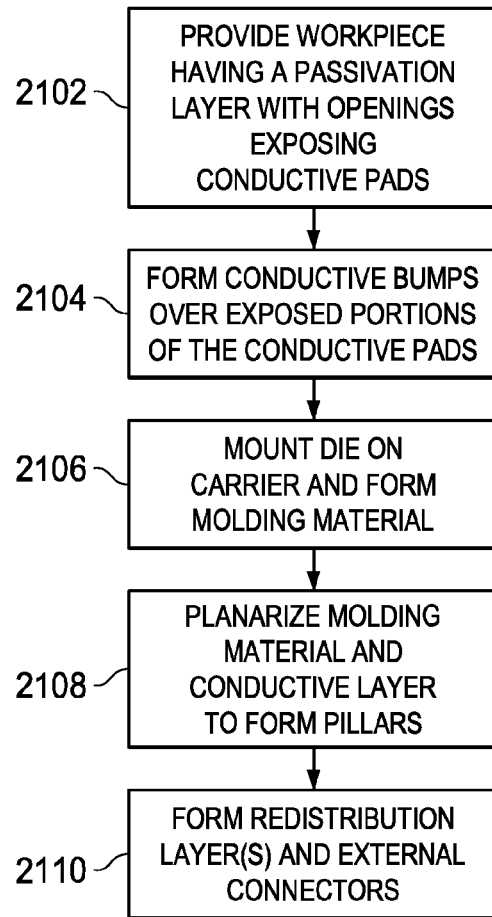 2102
PROVIDE WORKPIECE
HAVING A PASSIVATION
LAYER WITH OPENINGS
EXPOSING
CONDUCTIVE PADS
2104
FORM CONDUCTIVE BUMPS
OVER EXPOSED PORTIONS
OF THE CONDUCTIVE PADS
2106
MOUNT DIE ON
CARRIER AND FORM
MOLDING MATERIAL
2108
PLANARIZE MOLDING
MATERIAL AND
CONDUCTIVE LAYER
TO FORM PILLARS
2110
FORM REDISTRIBUTION
LAYER(S) AND EXTERNAL
CONNECTORS